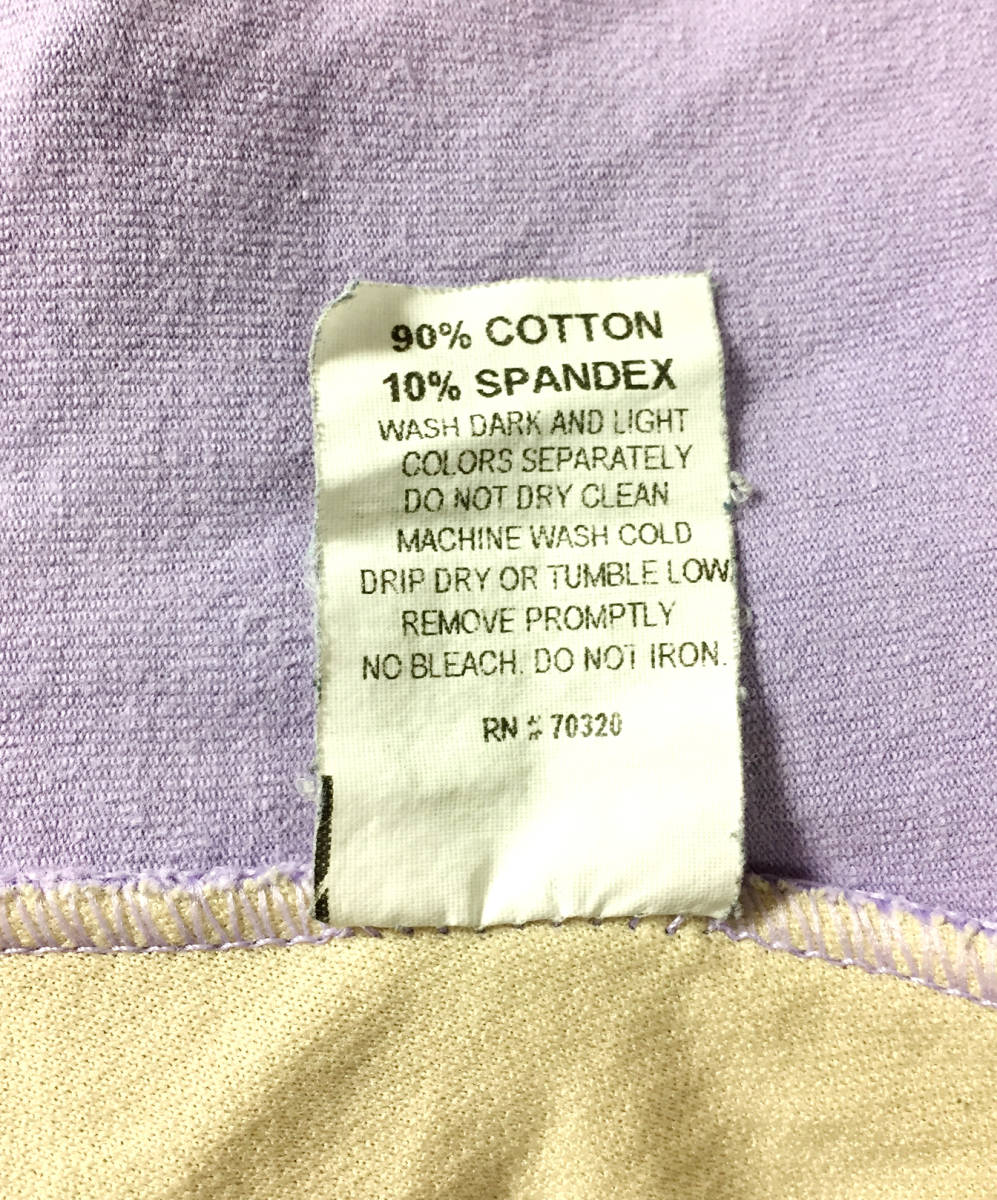 90% COTTON
10% SPANDEX
WASH DARK AND LIGHT
COLORS SEPARATELY
DO NOT DRY CLEAN
MACHINE WASH COLD
DRIP DRY OR TUMBLE LOW
REMOVE PROMPTLY
NO BLEACH. DO NOT IRON.
RN # 70320